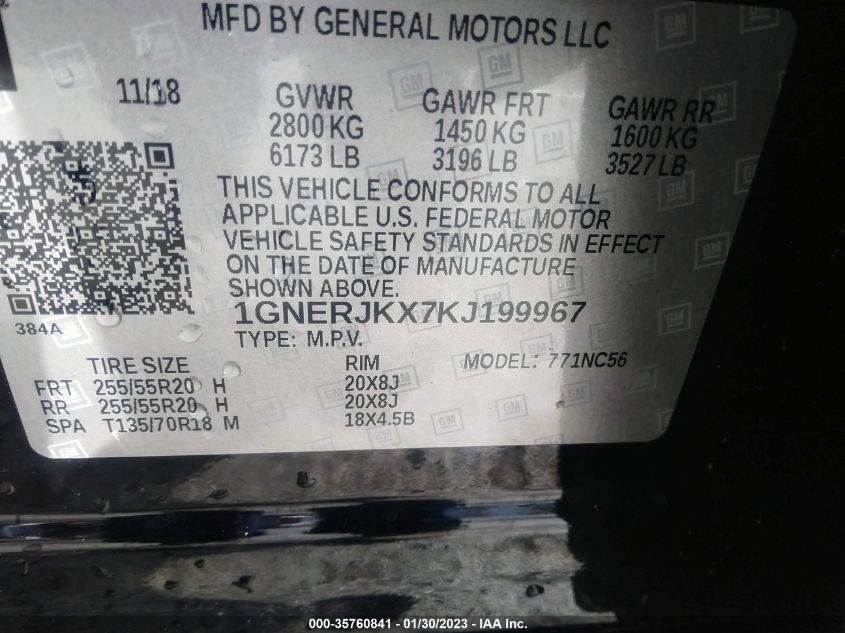 MFD BY GENERAL MOTORS LLC
11/18 GVWR GAWR FRT GAWR RR
2800 KG 1450 KG 1600 KG
6173 LB 3196 LB 3527 LB
THIS VEHICLE CONFORMS TO ALL
APPLICABLE U.S. FEDERAL MOTOR
VEHICLE SAFETY STANDARDS IN EFFECT
ON THE DATE OF MANUFACTURE
SHOWN ABOVE.
384A
1GNERJKX7KJ199967
TYPE: M.P.V.
TIRE SIZE RIM MODEL: 771NC56
FRT 255/55R20 H 20X8J
RR 255/55R20 H 20X8J
SPA T135/70R18 M 18X4.5B
000-35760841 - 01/30/2023 - IAA Inc.